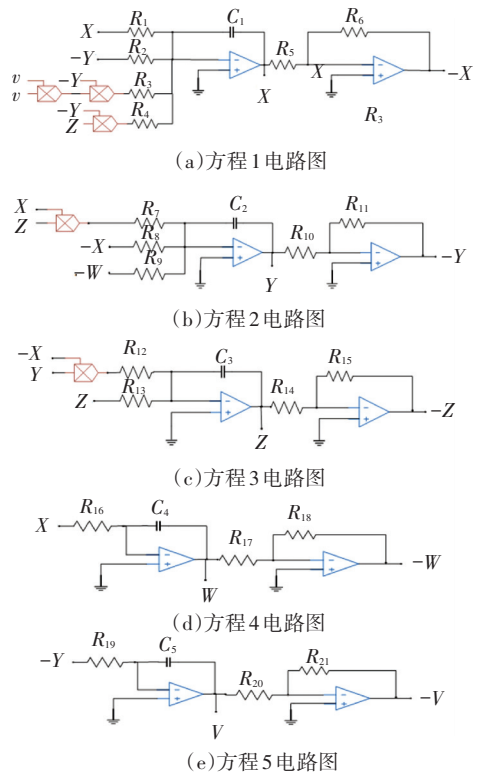 X R₁ C₁ R₆
-Y R₂ R₅
v -Y R₃ X -X
v
-Y R₄ X R₃
Z
(a)方程1电路图
X R₇ C₂ R₁₁
Z
-X R₈ R₁₀ -Y
-W R₉ Y
(b)方程2电路图
-X R₁₂ C₃ R₁₅
Y
Z R₁₃ R₁₄ -Z
Z
(c)方程3电路图
X R₁₆ C₄ R₁₈
R₁₇ -W
W
(d)方程4电路图
-Y R₁₉ C₅ R₂₁
R₂₀ -V
V
(e)方程5电路图